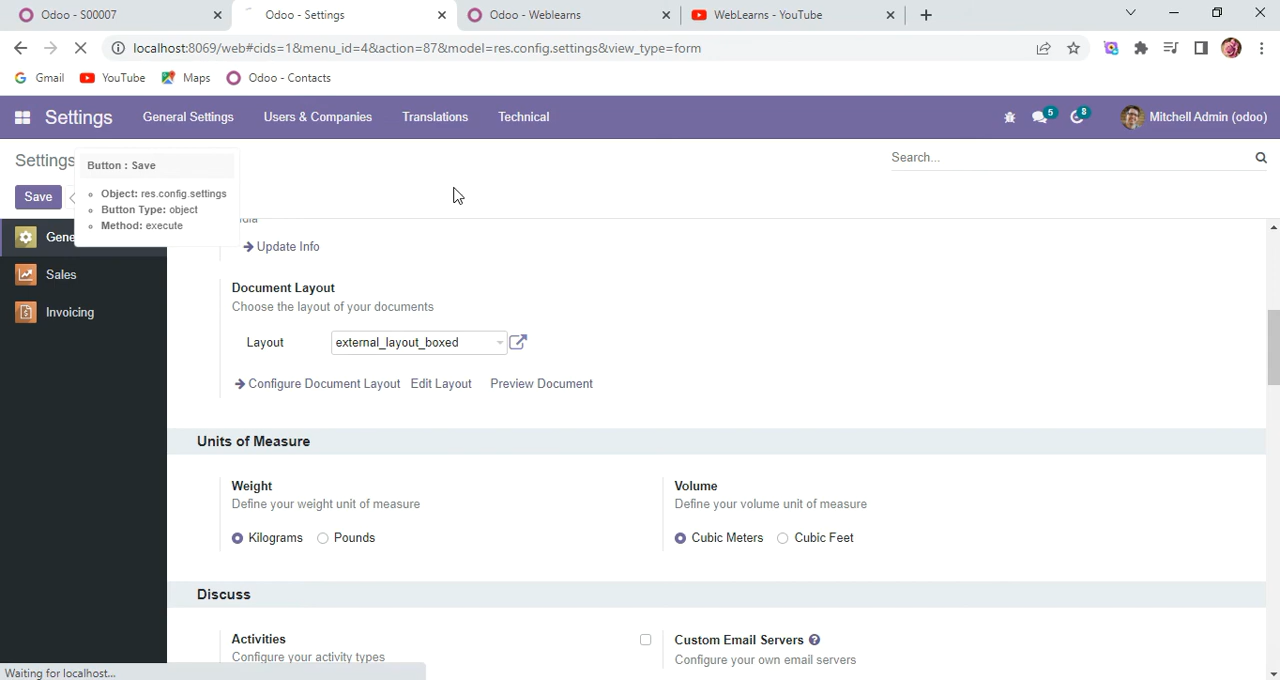 Odoo - S00007
Odoo - Settings
Odoo - Weblearns
WebLearns - YouTube
localhost:8069/web#cids=1&menu_id=4&action=87&model=res.config.settings&view_type=form
Gmail
YouTube
Maps
Odoo - Contacts
Settings
General Settings
Users & Companies
Translations
Technical
5
8
Mitchell Admin (odoo)
Settings
Search...
Save
Button : Save
Object: res.config.settings
Button Type: object
Method: execute
Gene
Sales
Invoicing
Update Info
Document Layout
Choose the layout of your documents
Layout
external_layout_boxed
Configure Document Layout
Edit Layout
Preview Document
Units of Measure
Weight
Define your weight unit of measure
Kilograms
Pounds
Volume
Define your volume unit of measure
Cubic Meters
Cubic Feet
Discuss
Activities
Configure your activity types
Custom Email Servers ?
Configure your own email servers
Waiting for localhost...